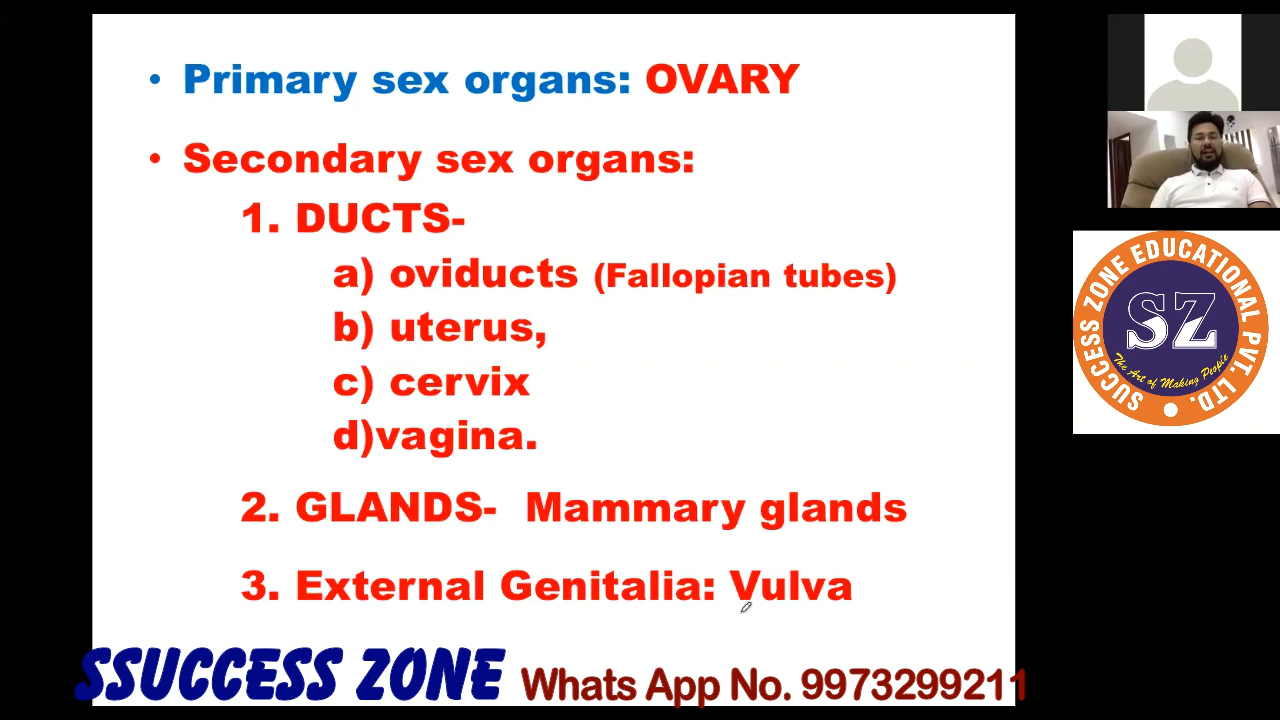 • Primary sex organs: OVARY
• Secondary sex organs:
1. DUCTS-
a) oviducts (Fallopian tubes)
b) uterus,
c) cervix
d)vagina.
2. GLANDS- Mammary glands
3. External Genitalia: Vulva
SUCCESS ZONE EDUCATIONAL PVT. LTD.
SZ
The Art of Making People
SSUCCESS ZONE Whats App No. 9973299211